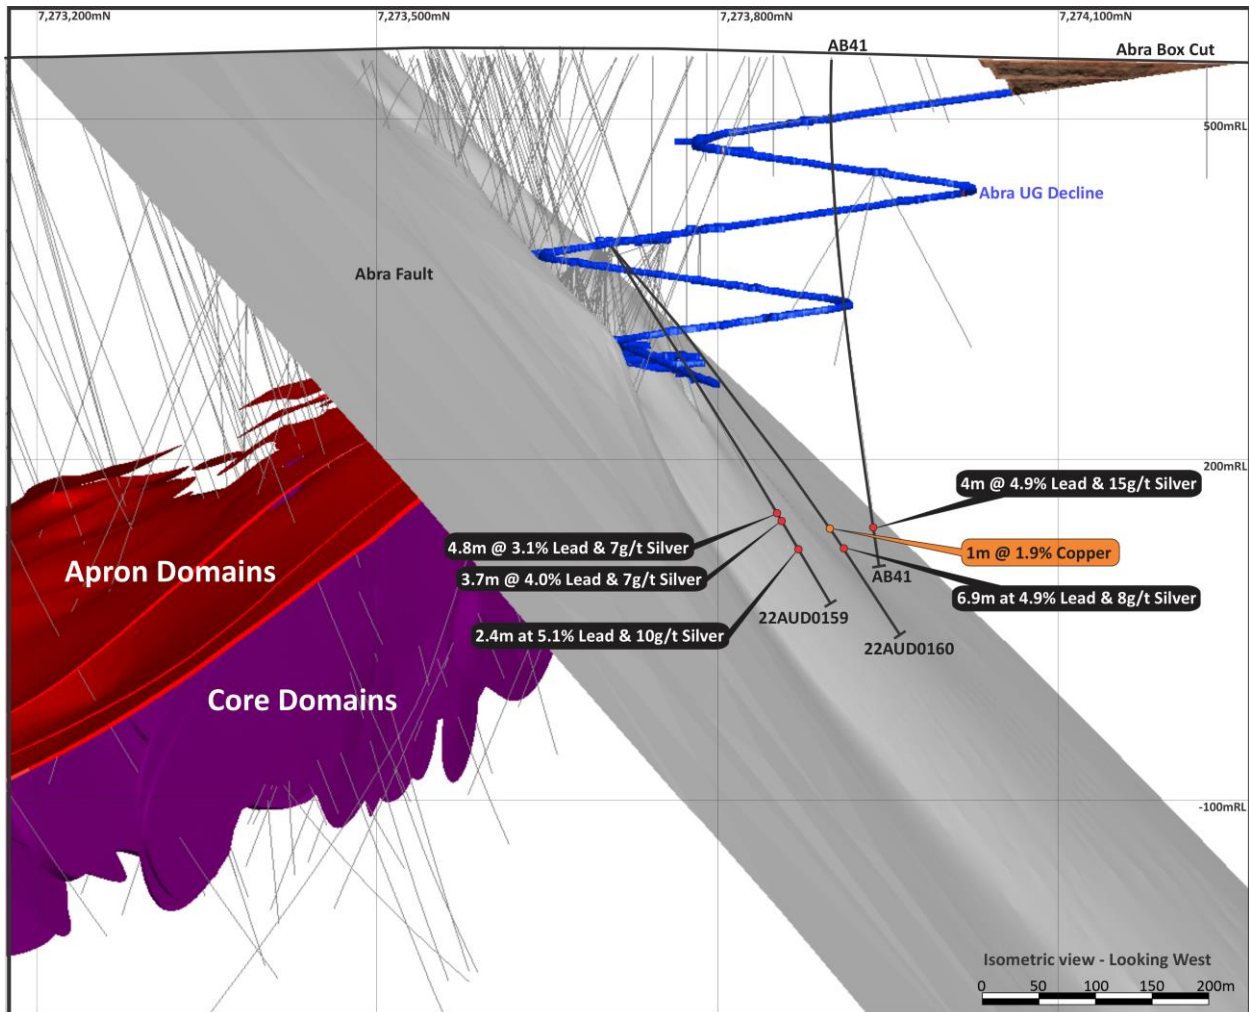 7,273,200mN
7,273,500mN
7,273,800mN
7,274,100mN
AB41
Abra Box Cut
500mRL
Abra UG Decline
Abra Fault
200mRL
4m @ 4.9% Lead & 15g/t Silver
4.8m @ 3.1% Lead & 7g/t Silver
1m @ 1.9% Copper
Apron Domains
3.7m @ 4.0% Lead & 7g/t Silver
AB41
6.9m at 4.9% Lead & 8g/t Silver
22AUD0159
2.4m at 5.1% Lead & 10g/t Silver
22AUD0160
Core Domains
-100mRL
Isometric view - Looking West
0 50 100 150 200m